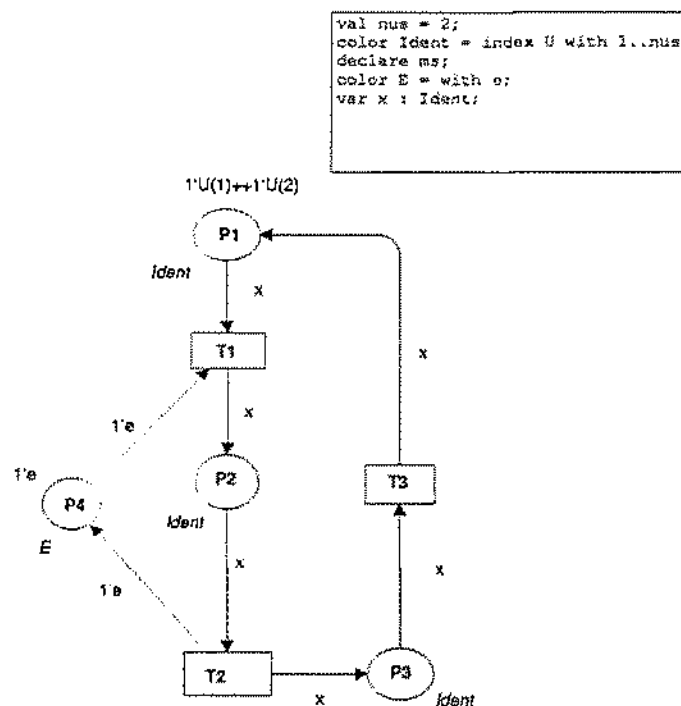 val nus = 2;
color Ident = index U with 1..nus
declare ms;
color E = with e;
var x : Ident;
1'U(1)++1'U(2)
P1
Ident
x
T1
x
x
1'e
1'e
P2
T3
P4
Ident
E
x
x
1'e
T2
P3
x
Ident